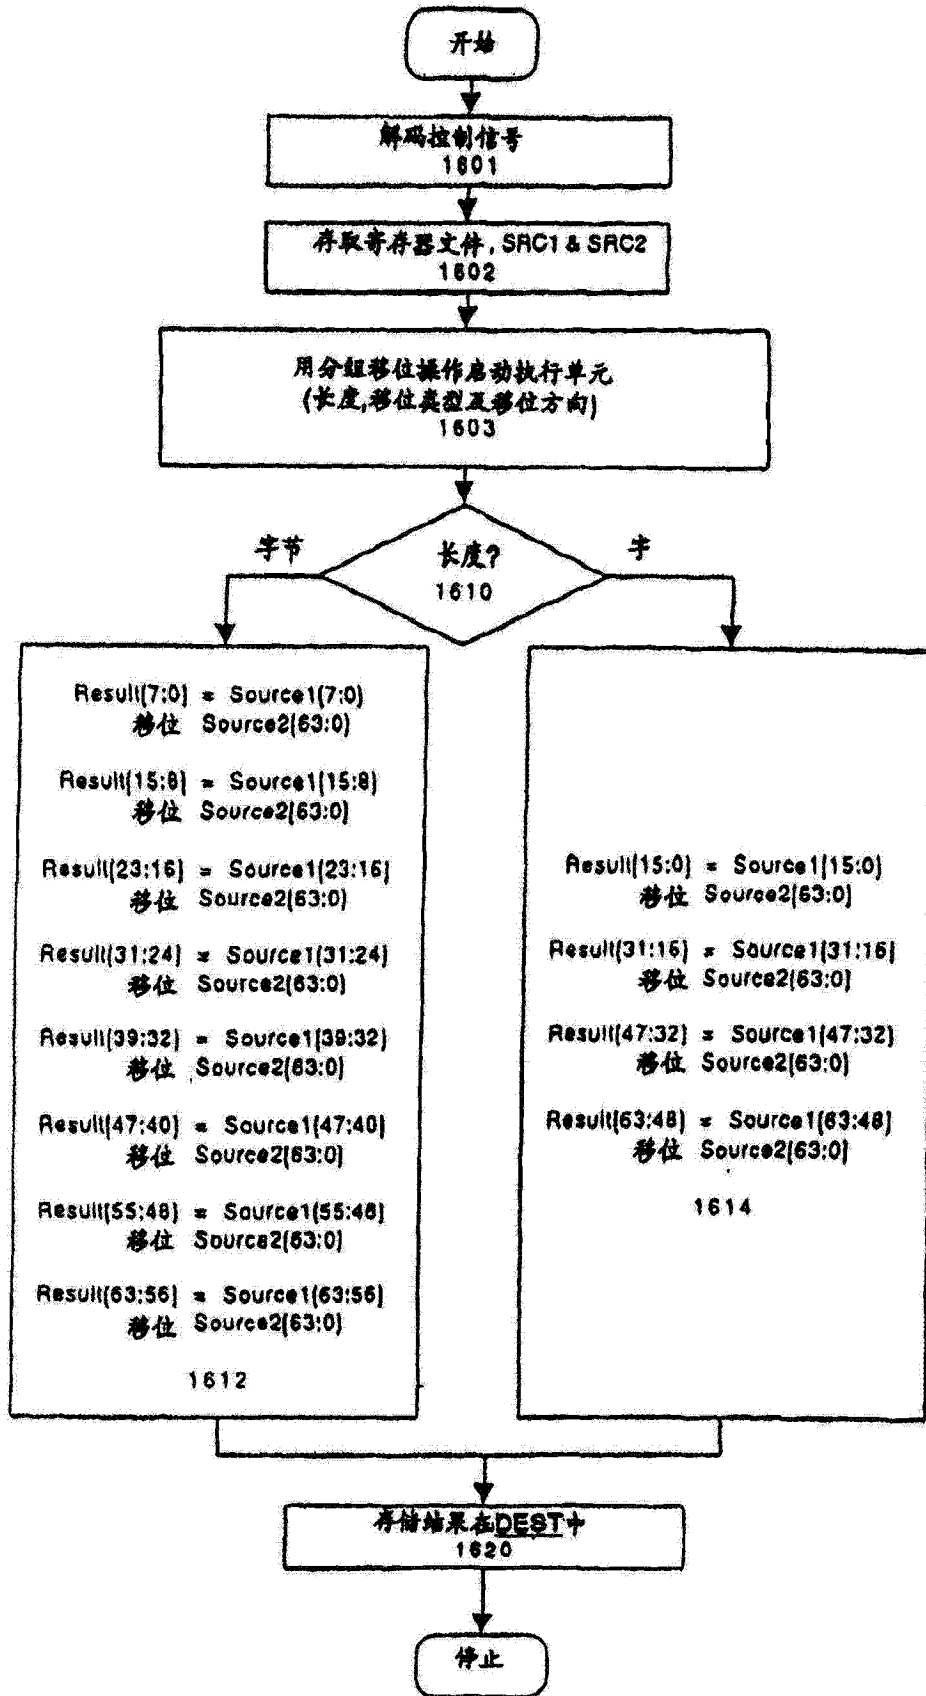 开始
解码控制信号
1601
存取寄存器文件, SRC1 & SRC2
1602
用分组移位操作启动执行单元
(长度,移位类型及移位方向)
1603
字节
长度?
字
1610
Result(7:0) = Source1(7:0)
移位 Source2(63:0)
Result(15:8) = Source1(15:8)
移位 Source2(63:0)
Result(23:16) = Source1(23:16)
移位 Source2(63:0)
Result(31:24) = Source1(31:24)
移位 Source2(63:0)
Result(39:32) = Source1(39:32)
移位 Source2(63:0)
Result(47:40) = Source1(47:40)
移位 Source2(63:0)
Result(55:48) = Source1(55:48)
移位 Source2(63:0)
Result(63:56) = Source1(63:56)
移位 Source2(63:0)
1612
Result(15:0) = Source1(15:0)
移位 Source2(63:0)
Result(31:16) = Source1(31:16)
移位 Source2(63:0)
Result(47:32) = Source1(47:32)
移位 Source2(63:0)
Result(63:48) = Source1(63:48)
移位 Source2(63:0)
1614
存储结果在DEST中
1620
停止